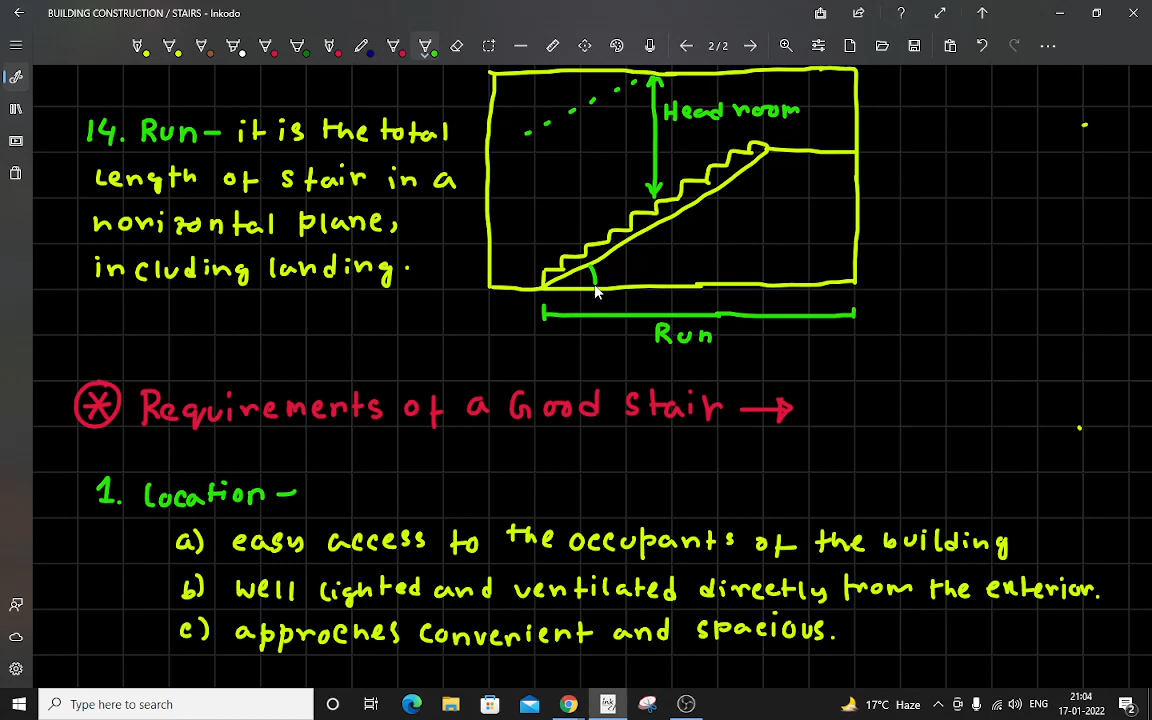 BUILDING CONSTRUCTION / STAIRS - Inkodo
2/2
14. Run- it is the total
Length of stair in a
horizontal plane,
including landing.
Head room
Run
Requirements of a Good stair →
1. Location -
a) easy access to the occupants of the building
b) well lighted and ventilated directly from the exterior.
c) approches convenient and spacious.
Type here to search
17°C Haze
ENG
21:04
17-01-2022
2